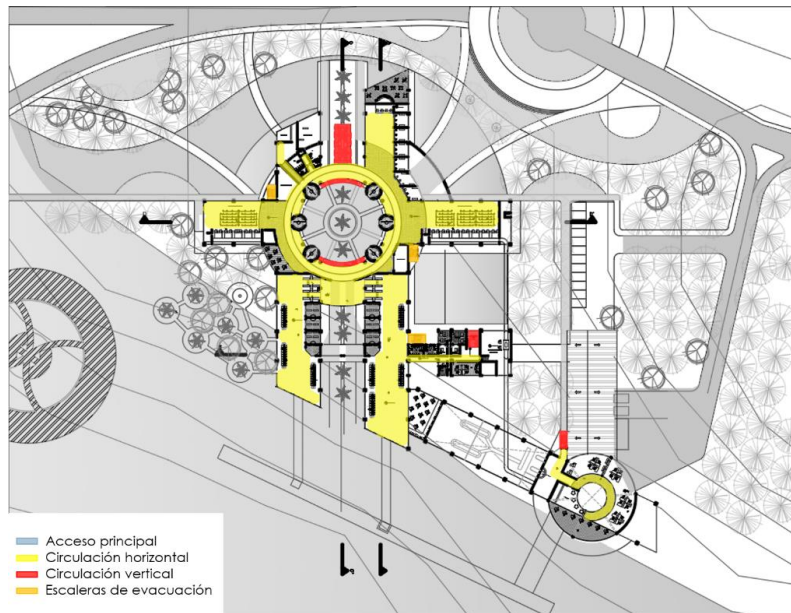 Acceso principal
Circulación horizontal
Circulación vertical
Escaleras de evacuación